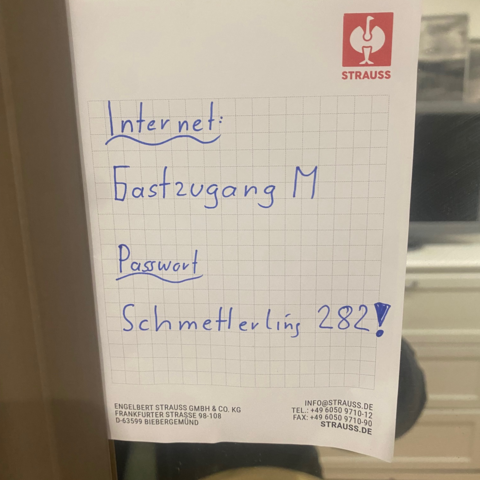 STRAUSS
Internet:
Gastzugang M
Passwort
Schmetterling 282!
ENGELBERT STRAUSS GMBH & CO. KG
FRANKFURTER STRASSE 98-108
D-63599 BIEBERGEMÜND
INFO@STRAUSS.DE
TEL.: +49 6050 9710-12
FAX: +49 6050 9710-90
STRAUSS.DE